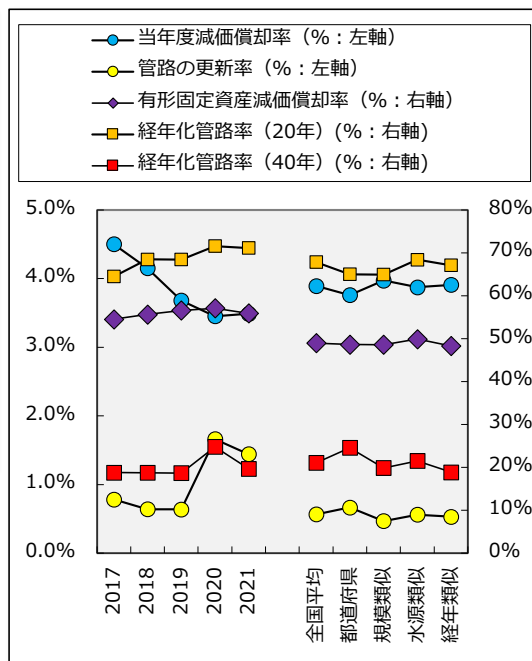 当年度減価償却率（%：左軸）
管路の更新率（%：左軸）
有形固定資産減価償却率（%：右軸）
経年化管路率（20年）(%：右軸)
経年化管路率（40年）(%：右軸)
5.0%
4.0%
3.0%
2.0%
1.0%
0.0%
80%
70%
60%
50%
40%
30%
20%
10%
0%
2017
2018
2019
2020
2021
全国平均
都道府県
規模類似
水源類似
経年類似